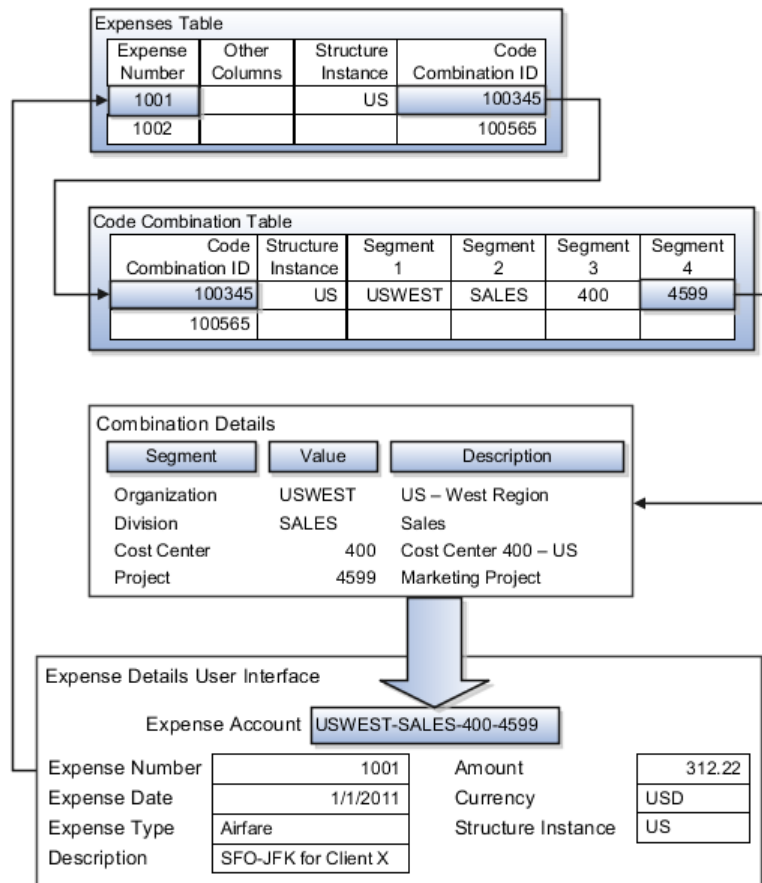 Expenses Table
Expense Number Other Columns Structure Instance Code Combination ID
1001 US 100345
1002 100565
Code Combination Table
Code Combination ID Structure Instance Segment 1 Segment 2 Segment 3 Segment 4
100345 US USWEST SALES 400 4599
100565
Combination Details
Segment Value Description
Organization USWEST US – West Region
Division SALES Sales
Cost Center 400 Cost Center 400 – US
Project 4599 Marketing Project
Expense Details User Interface
Expense Account USWEST-SALES-400-4599
Expense Number 1001 Amount 312.22
Expense Date 1/1/2011 Currency USD
Expense Type Airfare Structure Instance US
Description SFO-JFK for Client X